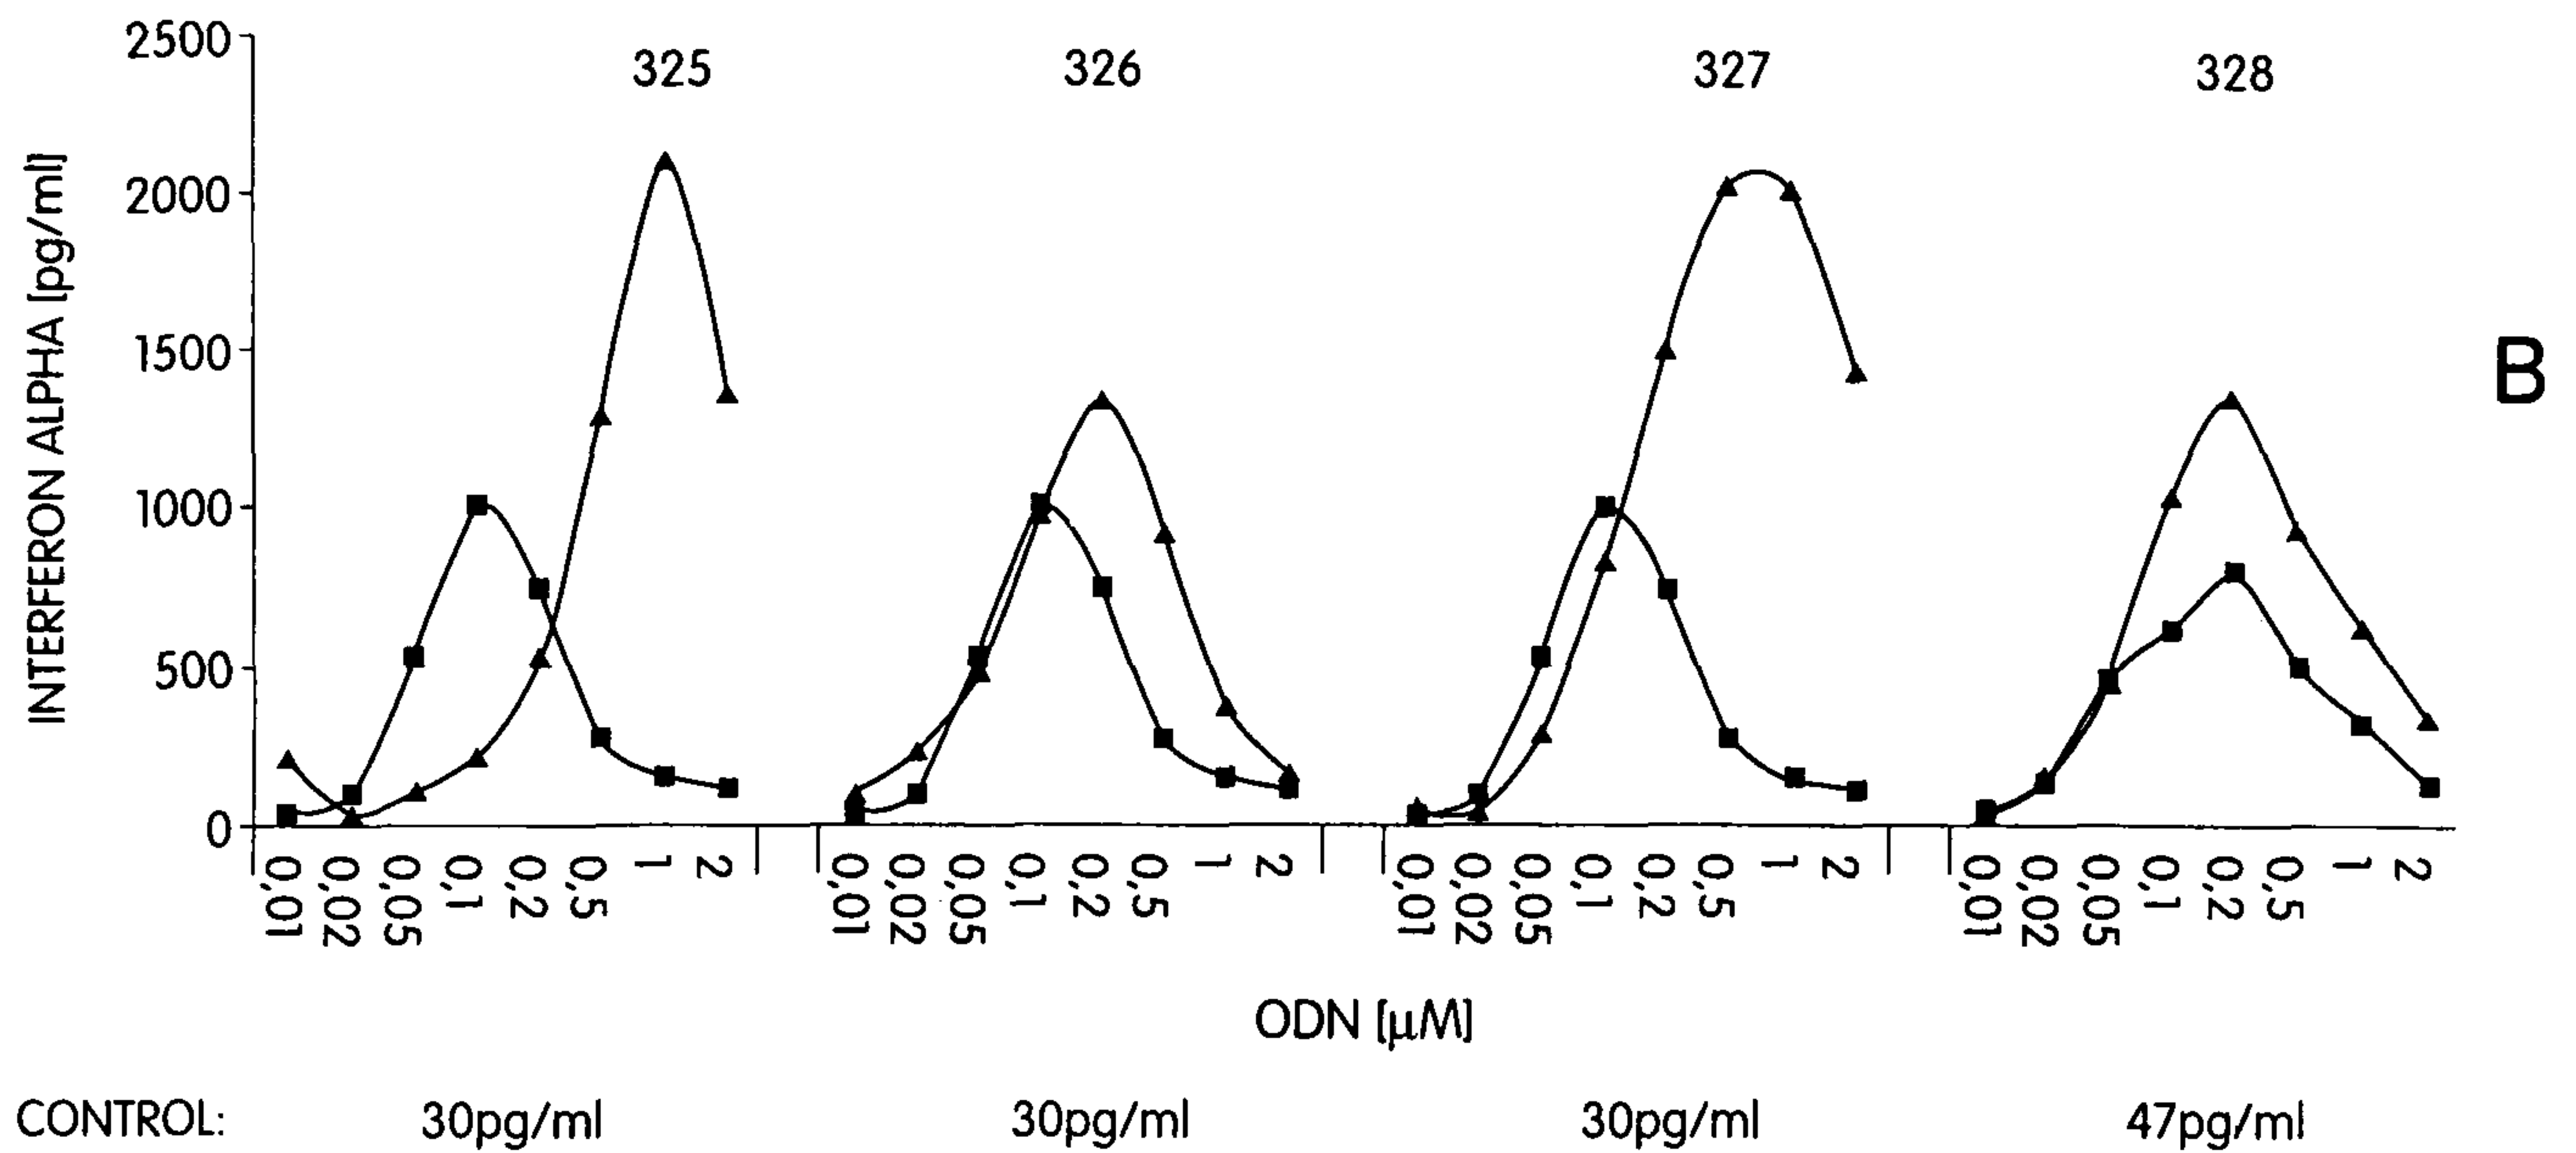 325 326 327 328
INTERFERON ALPHA [pg/ml]
2500
2000
1500
1000
500
0
B
0,01 0,02 0,05 0,1 0,2 0,5 1 2 0,01 0,02 0,05 0,1 0,2 0,5 1 2 0,01 0,02 0,05 0,1 0,2 0,5 1 2 0,01 0,02 0,05 0,1 0,2 0,5 1 2
ODN [μM]
CONTROL: 30pg/ml 30pg/ml 30pg/ml 47pg/ml